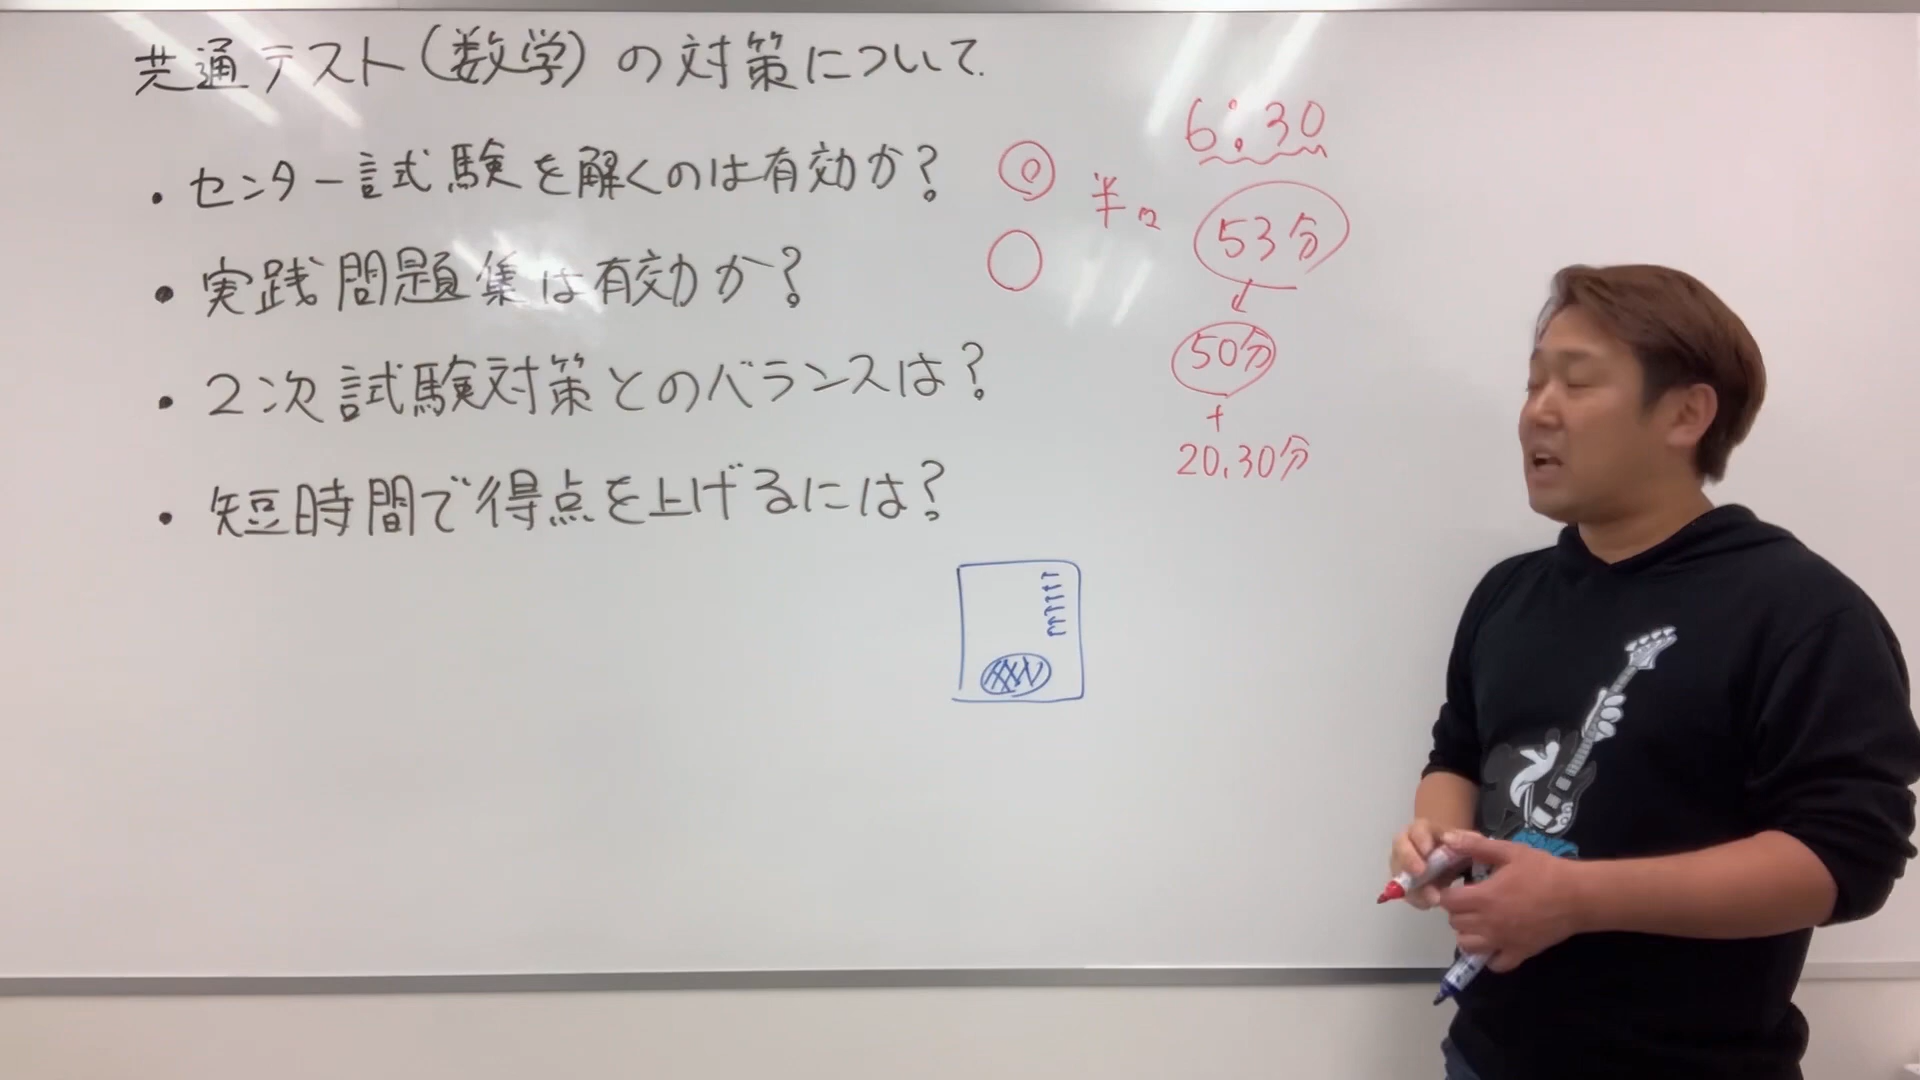 共通テスト(数学)の対策について.
・センター試験を解くのは有効か?
◎
半ロ
6:30
53分
・実践問題集は有効か?
○
50分
+
20.30分
・2次試験対策とのバランスは?
・短時間で得点を上げるには?